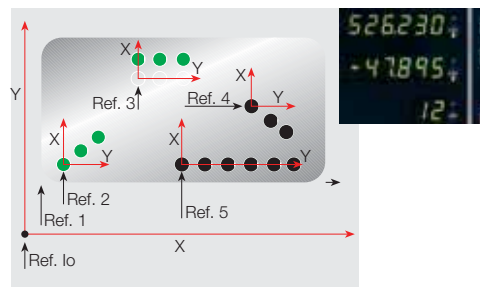 526.230
-47.895
12
X
Y
X
Ref. 3
Ref. 4
Y
Y
X
Y
X
Y
Ref. 2
Ref. 1
Ref. 5
X
Ref. Io